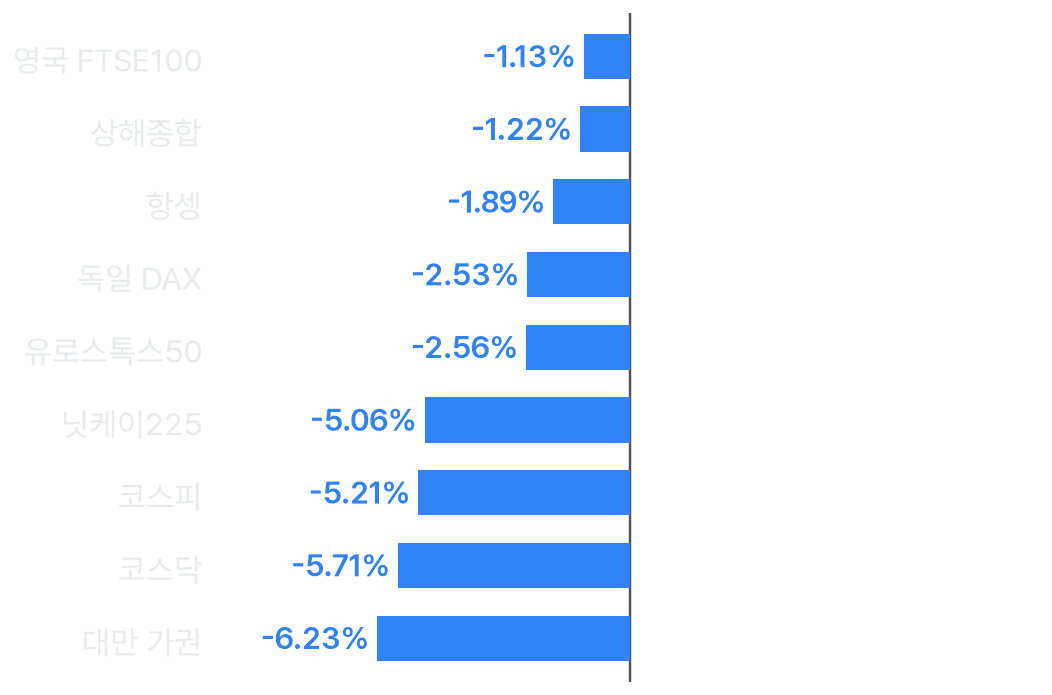 영국 FTSE100 -1.13%
상해종합 -1.22%
항셍 -1.89%
독일 DAX -2.53%
유로스톡스50 -2.56%
닛케이225 -5.06%
코스피 -5.21%
코스닥 -5.71%
대만 가권 -6.23%